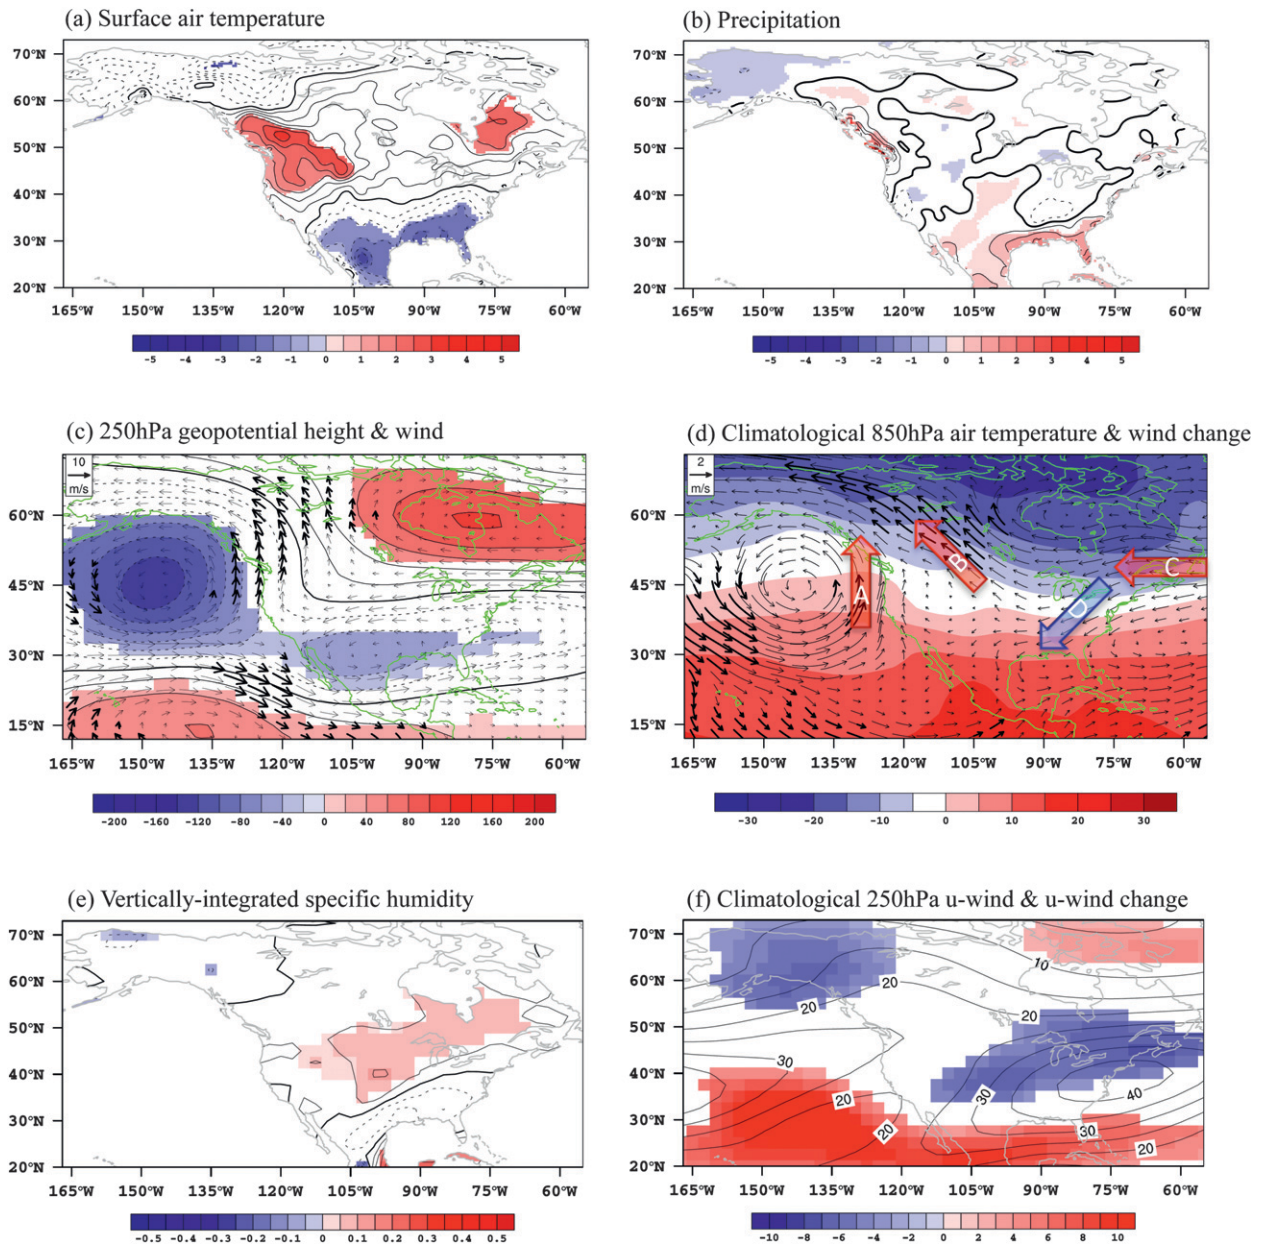 (a) Surface air temperature
70°N
60°N
50°N
40°N
30°N
20°N
165°W 150°W 135°W 120°W 105°W 90°W 75°W 60°W
-5 -4 -3 -2 -1 0 1 2 3 4 5
(b) Precipitation
70°N
60°N
50°N
40°N
30°N
20°N
165°W 150°W 135°W 120°W 105°W 90°W 75°W 60°W
-5 -4 -3 -2 -1 0 1 2 3 4 5
(c) 250hPa geopotential height & wind
10
m/s
60°N
45°N
30°N
15°N
165°W 150°W 135°W 120°W 105°W 90°W 75°W 60°W
-200 -160 -120 -80 -40 0 40 80 120 160 200
(d) Climatological 850hPa air temperature & wind change
2
m/s
60°N
45°N
30°N
15°N
A
B
C
D
165°W 150°W 135°W 120°W 105°W 90°W 75°W 60°W
-30 -20 -10 0 10 20 30
(e) Vertically-integrated specific humidity
70°N
60°N
50°N
40°N
30°N
20°N
165°W 150°W 135°W 120°W 105°W 90°W 75°W 60°W
-0.5 -0.4 -0.3 -0.2 -0.1 0 0.1 0.2 0.3 0.4 0.5
(f) Climatological 250hPa u-wind & u-wind change
70°N
60°N
50°N
40°N
30°N
20°N
10
20
20
20
30
40
30
20
20
30
20
165°W 150°W 135°W 120°W 105°W 90°W 75°W 60°W
-10 -8 -6 -4 -2 0 2 4 6 8 10